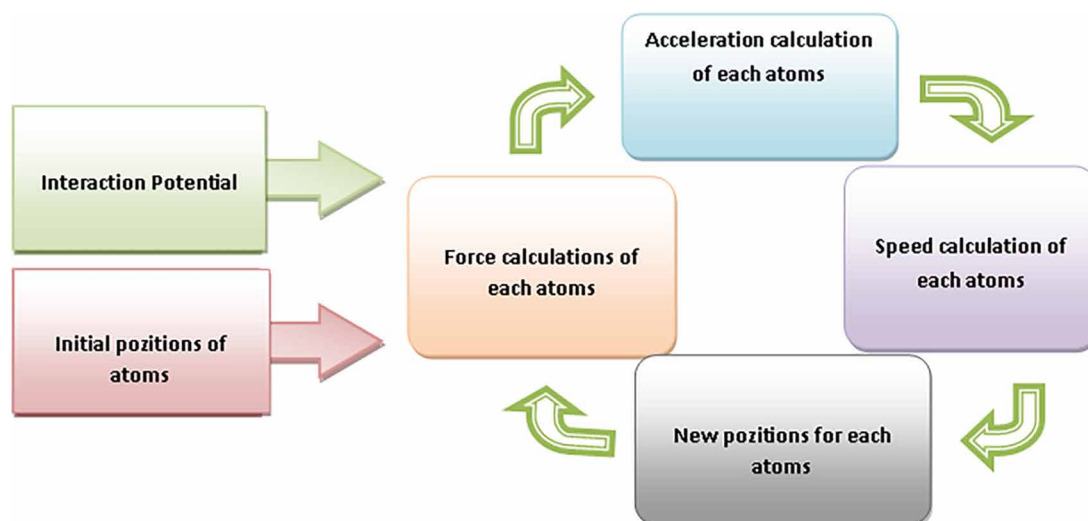 Interaction Potential
Initial pozitions of
atoms
Force calculations of
each atoms
Acceleration calculation
of each atoms
Speed calculation of
each atoms
New pozitions for each
atoms